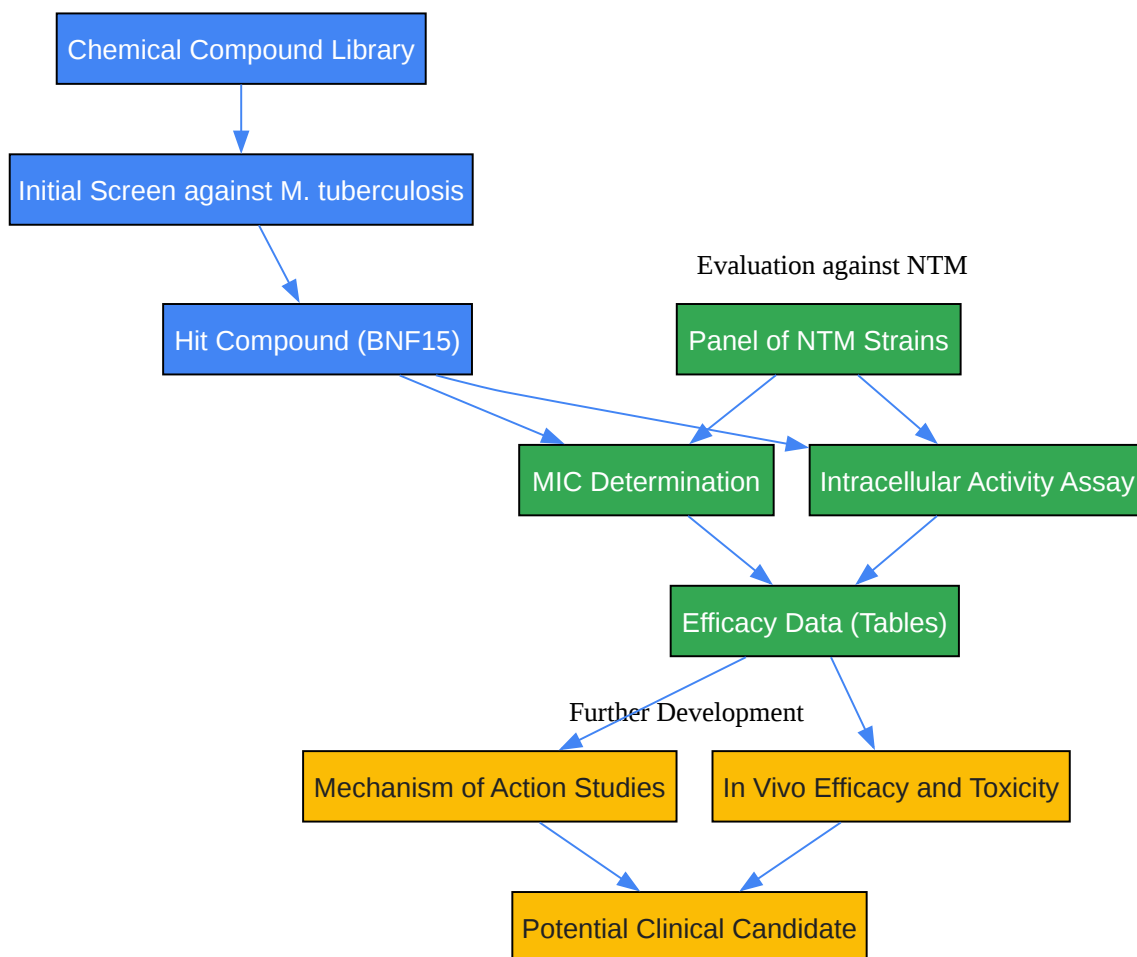 Chemical Compound Library
Initial Screen against M. tuberculosis
Evaluation against NTM
Hit Compound (BNF15)
Panel of NTM Strains
MIC Determination
Intracellular Activity Assay
Efficacy Data (Tables)
Further Development
Mechanism of Action Studies
In Vivo Efficacy and Toxicity
Potential Clinical Candidate